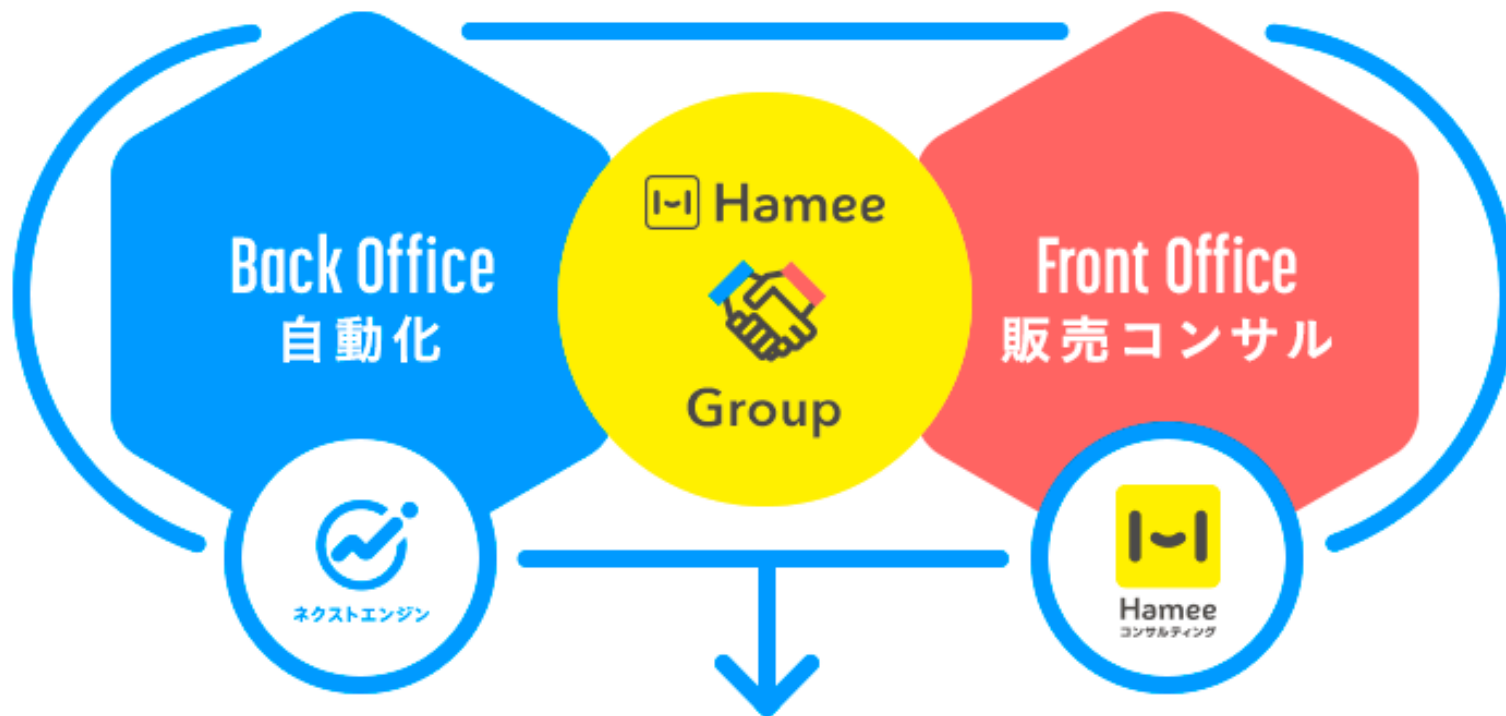 Hamee
Group
Back Office
自動化
Front Office
販売コンサル
ネクストエンジン
Hamee
コンサルティング